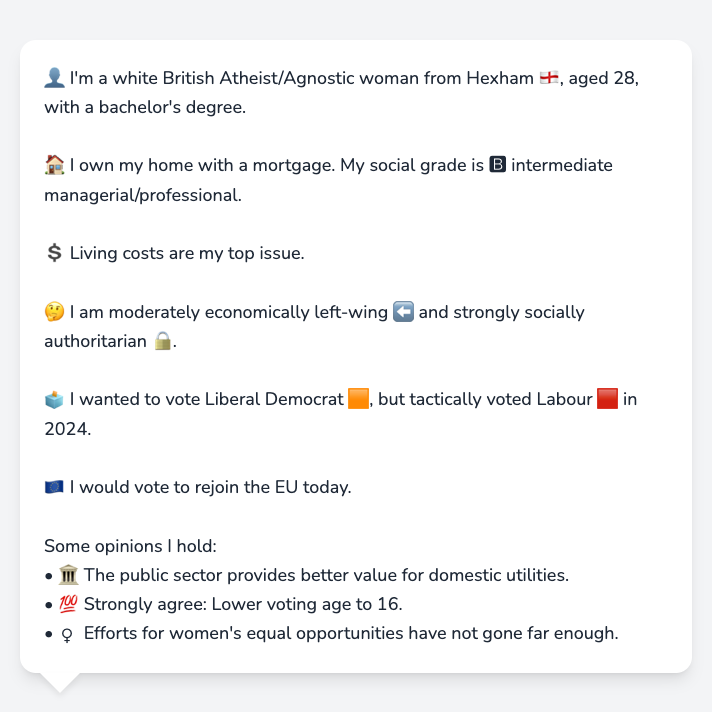 👤 I'm a white British Atheist/Agnostic woman from Hexham 🏴󠁧󠁢󠁥󠁮󠁧󠁿, aged 28,
with a bachelor's degree.
🏠 I own my home with a mortgage. My social grade is 🅱 intermediate
managerial/professional.
💲 Living costs are my top issue.
🤔 I am moderately economically left-wing ⬅️ and strongly socially
authoritarian 🔒.
🗳️ I wanted to vote Liberal Democrat 🟧, but tactically voted Labour 🟥 in
2024.
🇪🇺 I would vote to rejoin the EU today.
Some opinions I hold:
• 🏛️ The public sector provides better value for domestic utilities.
• 💯 Strongly agree: Lower voting age to 16.
• ♀ Efforts for women's equal opportunities have not gone far enough.